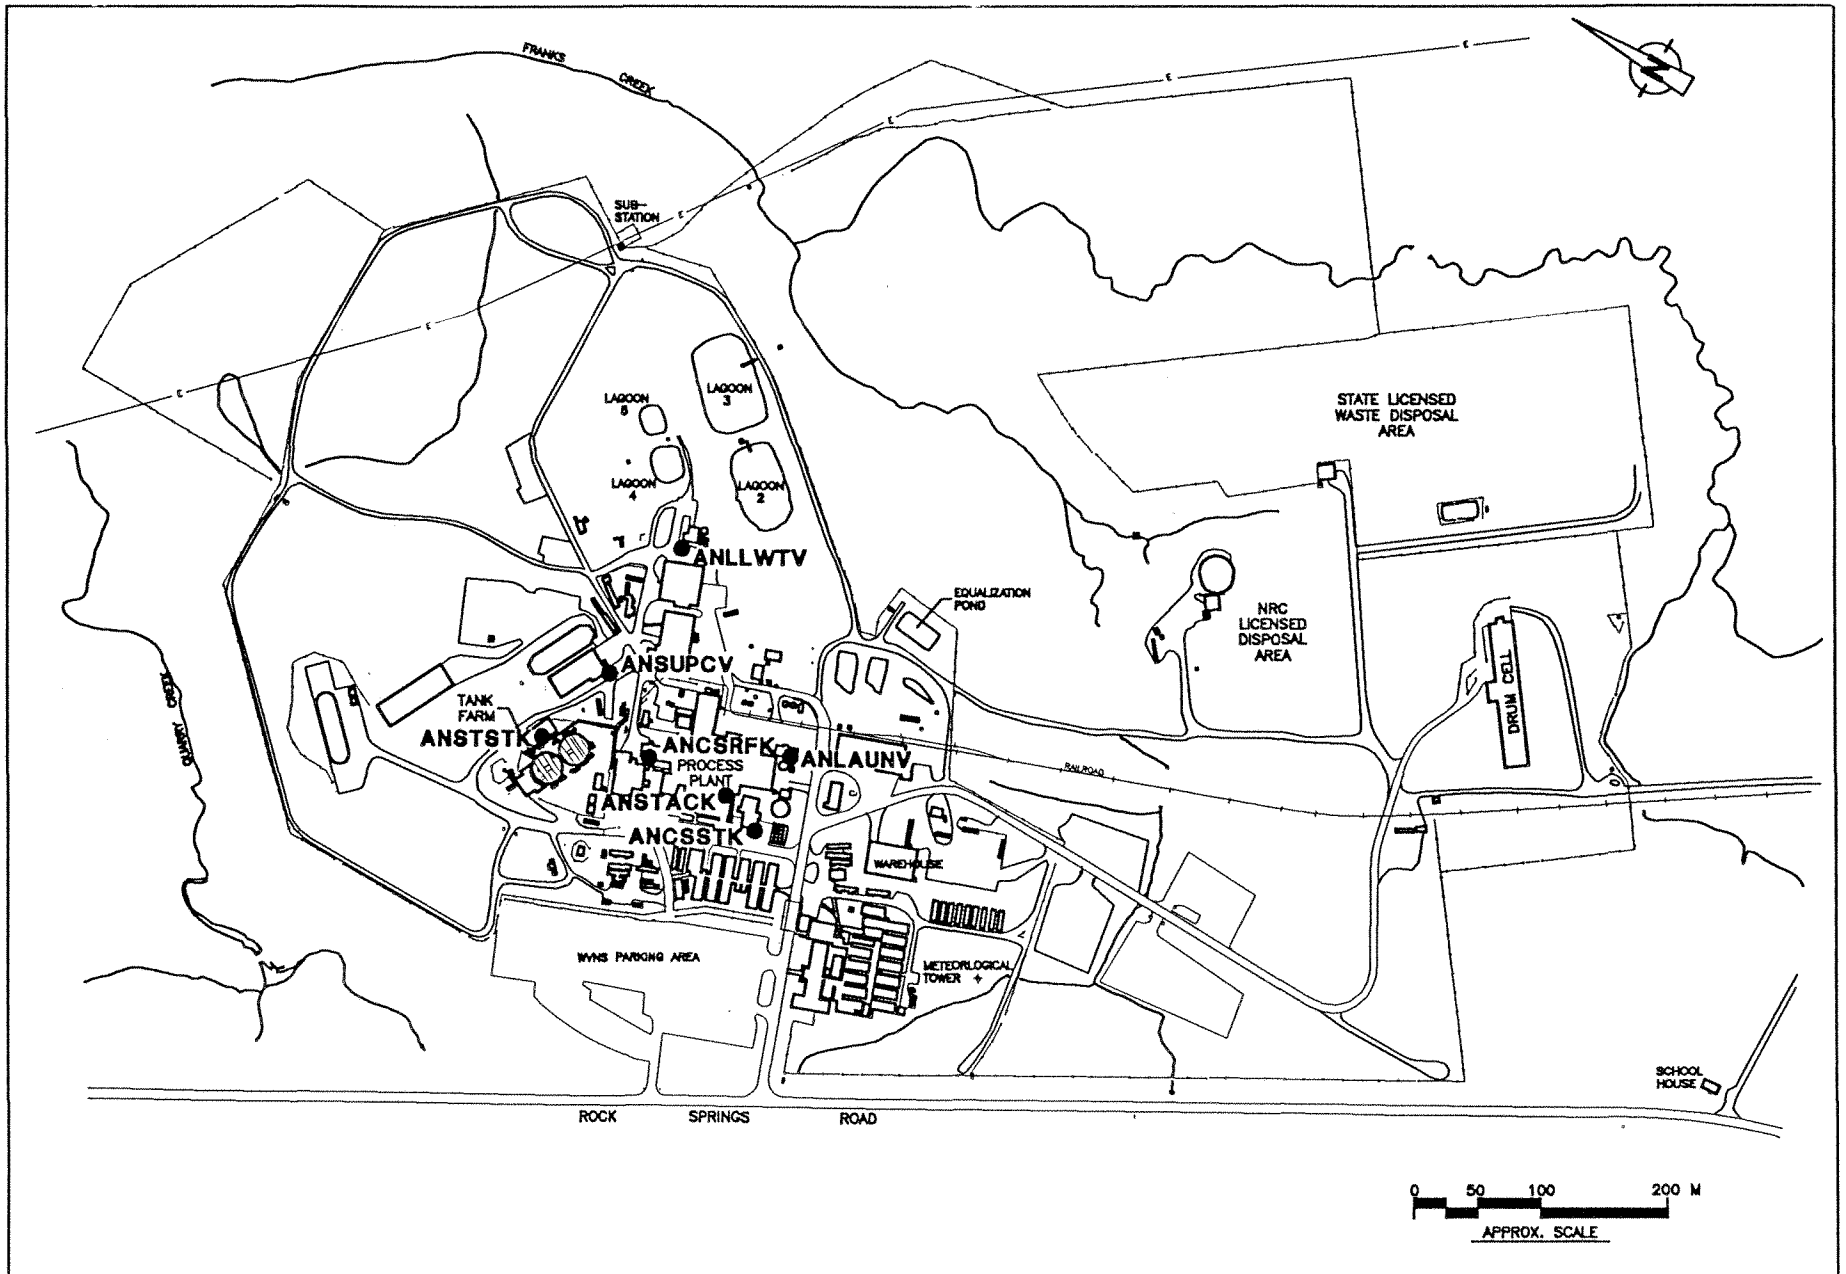 FRANKS
CREEK
E
E
N
E
SUB-
STATION
E
E
E
LAGOON
3
LAGOON
5
LAGOON
4
LAGOON
2
STATE LICENSED
WASTE DISPOSAL
AREA
ANLLWTV
EQUALIZATION
POND
NRC
LICENSED
DISPOSAL
AREA
QUARRY CREEK
ANSUPCV
DRUM CELL
TANK
FARM
ANSTSTK
ANCSRFK
PROCESS
PLANT
ANLAUNV
RAILROAD
ANSTACK
ANCSSTK
WAREHOUSE
WVNS PARKING AREA
METEORLOGICAL
TOWER
SCHOOL
HOUSE
ROCK SPRINGS ROAD
0 50 100 200 M
APPROX. SCALE